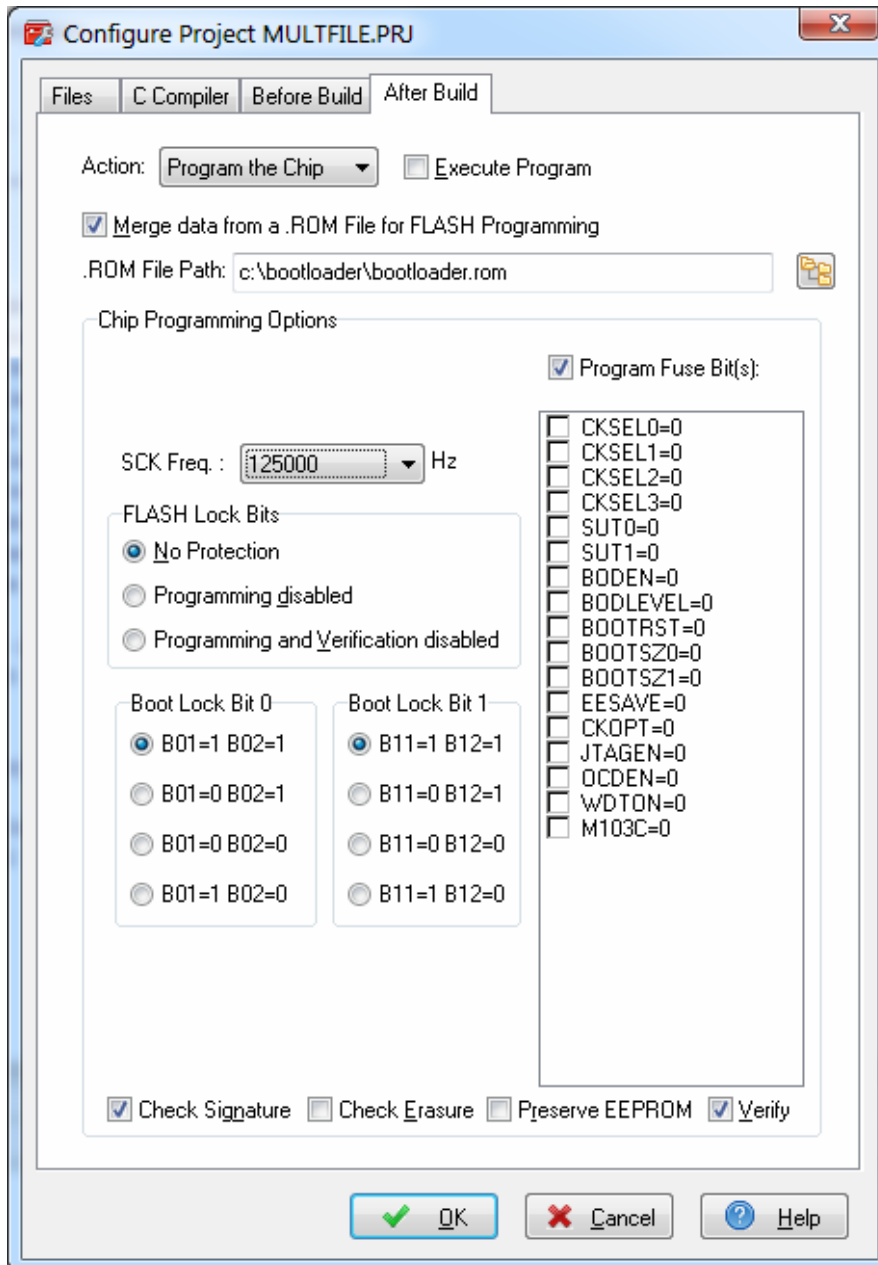 Configure Project MULTFILE.PRJ
Files C Compiler Before Build After Build
Action: Program the Chip Execute Program
Merge data from a .ROM File for FLASH Programming
.ROM File Path: c:\bootloader\bootloader.rom
Chip Programming Options
Program Fuse Bit(s):
SCK Freq. : 125000 Hz
FLASH Lock Bits
No Protection
Programming disabled
Programming and Verification disabled
Boot Lock Bit 0
B01=1 B02=1
B01=0 B02=1
B01=0 B02=0
B01=1 B02=0
Boot Lock Bit 1
B11=1 B12=1
B11=0 B12=1
B11=0 B12=0
B11=1 B12=0
CKSEL0=0
CKSEL1=0
CKSEL2=0
CKSEL3=0
SUT0=0
SUT1=0
BODEN=0
BODLEVEL=0
BOOTRST=0
BOOTSZ0=0
BOOTSZ1=0
EESAVE=0
CKOPT=0
JTAGEN=0
OCDEN=0
WDTON=0
M103C=0
Check Signature Check Erasure Preserve EEPROM Verify
OK Cancel Help